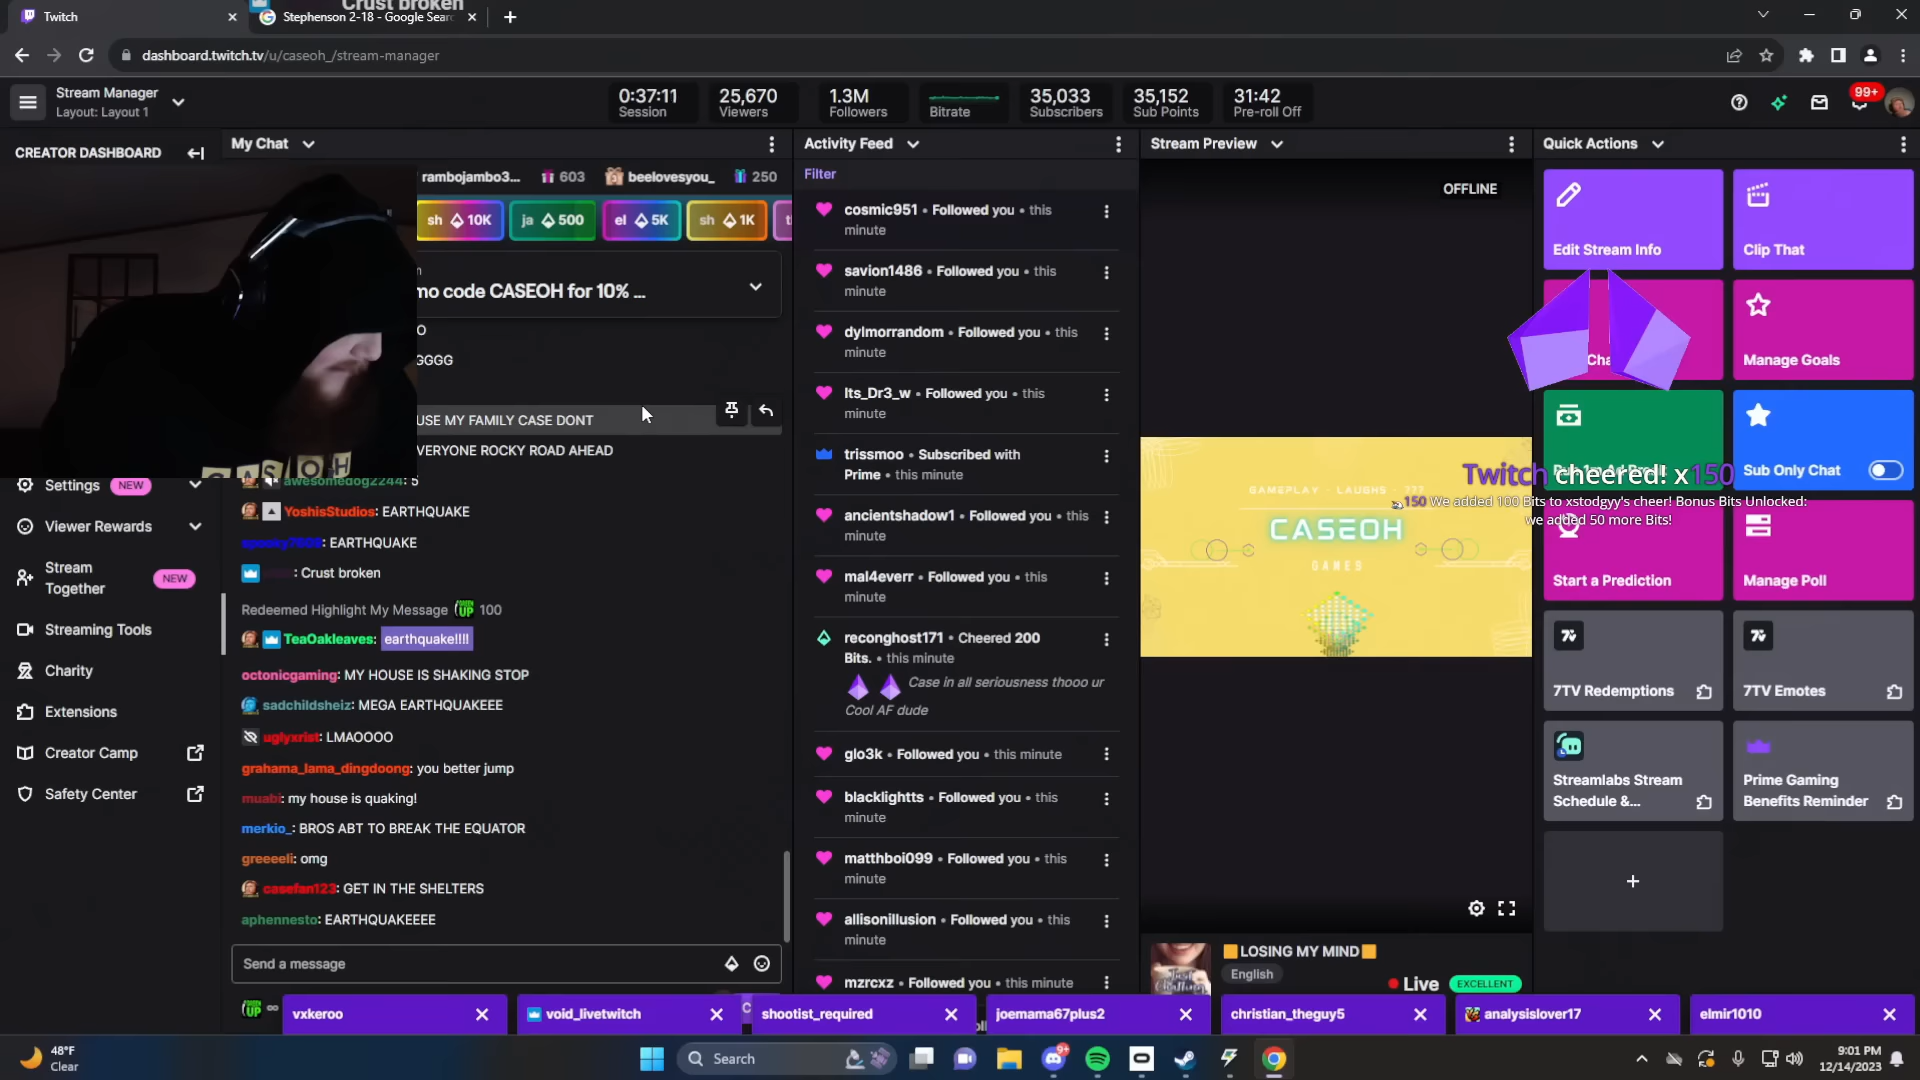 Crust broken
Twitch
Stephenson 2-18 - Google Sear
dashboard.twitch.tv/u/caseoh_/stream-manager
Stream Manager
Layout: Layout 1
0:37:11
Session
25,670
Viewers
1.3M
Followers
Bitrate
35,033
Subscribers
35,152
Sub Points
31:42
Pre-roll Off
99+
CREATOR DASHBOARD
Settings NEW
Viewer Rewards
Stream Together NEW
Streaming Tools
Charity
Extensions
Creator Camp
Safety Center
My Chat
rambojambo3... 603 beelovesyou_ 250
sh 10K ja 500 el 5K sh 1K
mo code CASEOH for 10% ...
GGGG
USE MY FAMILY CASE DONT
VERYONE ROCKY ROAD AHEAD
awesomedog2244: 5
YoshisStudios: EARTHQUAKE
: EARTHQUAKE
: Crust broken
Redeemed Highlight My Message 100
TeaOakleaves: earthquake!!!!
octonicgaming: MY HOUSE IS SHAKING STOP
sadchildsheiz: MEGA EARTHQUAKEEE
uglyxrist: LMAOOOO
grahama_lama_dingdoong: you better jump
muabi: my house is quaking!
merkio_: BROS ABT TO BREAK THE EQUATOR
greeeeli: omg
casefan123: GET IN THE SHELTERS
aphennesto: EARTHQUAKEEEE
Send a message
Activity Feed
Filter
cosmic951 • Followed you • this
minute
savion1486 • Followed you • this
minute
dylmorrandom • Followed you • this
minute
Its_Dr3_w • Followed you • this
minute
trissmoo • Subscribed with
Prime • this minute
ancientshadow1 • Followed you • this
minute
mal4everr • Followed you • this
minute
reconghost171 • Cheered 200
Bits. • this minute
Case in all seriousness thooo ur
Cool AF dude
glo3k • Followed you • this minute
blacklightts • Followed you • this
minute
matthboi099 • Followed you • this
minute
allisonillusion • Followed you • this
minute
mzrcxz • Followed you • this minute
Stream Preview
OFFLINE
GAMEPLAY - LAUGHS - ???
CASEOH
GAMES
LOSING MY MIND
English
Live EXCELLENT
Quick Actions
Edit Stream Info
Clip That
Manage Goals
Sub Only Chat
Twitch cheered! x150
150 We added 100 Bits to xstodgyy's cheer! Bonus Bits Unlocked:
we added 50 more Bits!
Start a Prediction
Manage Poll
7TV Redemptions
7TV Emotes
Streamlabs Stream
Schedule &...
Prime Gaming
Benefits Reminder
vxkeroo
void_livetwitch
shootist_required
joemama67plus2
christian_theguy5
analysislover17
elmir1010
48°F
Clear
Search
9:01 PM
12/14/2023